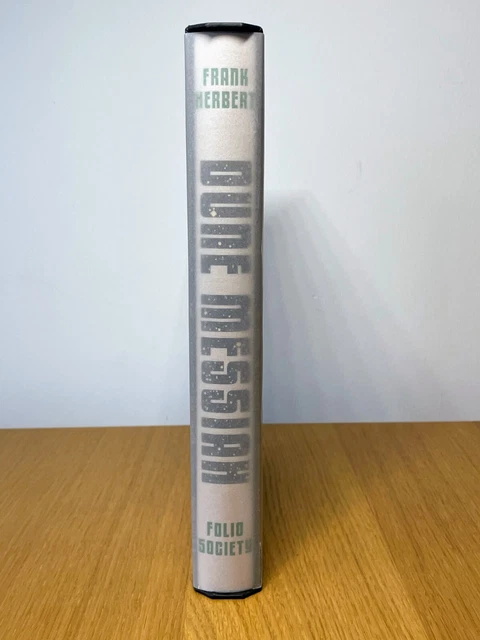 FRANK
HERBERT
DUNE MESSIAH
FOLIO
SOCIETY